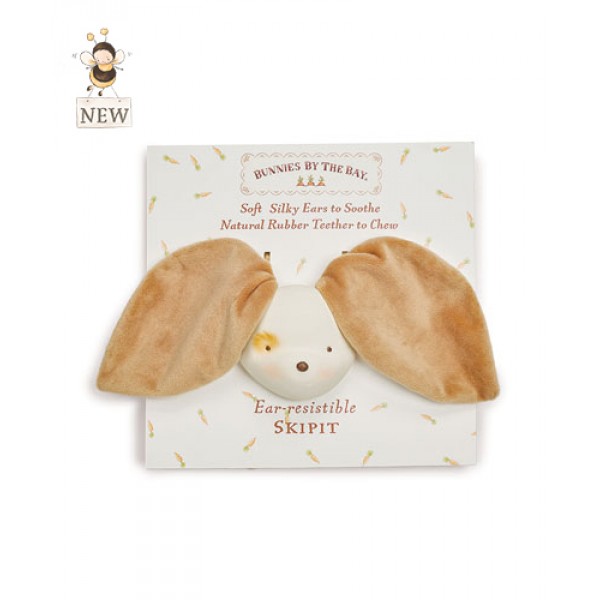 NEW
BUNNIES BY THE BAY®
Soft Silky Ears to Soothe
Natural Rubber Teether to Chew
Ear-resistible
SKIPIT